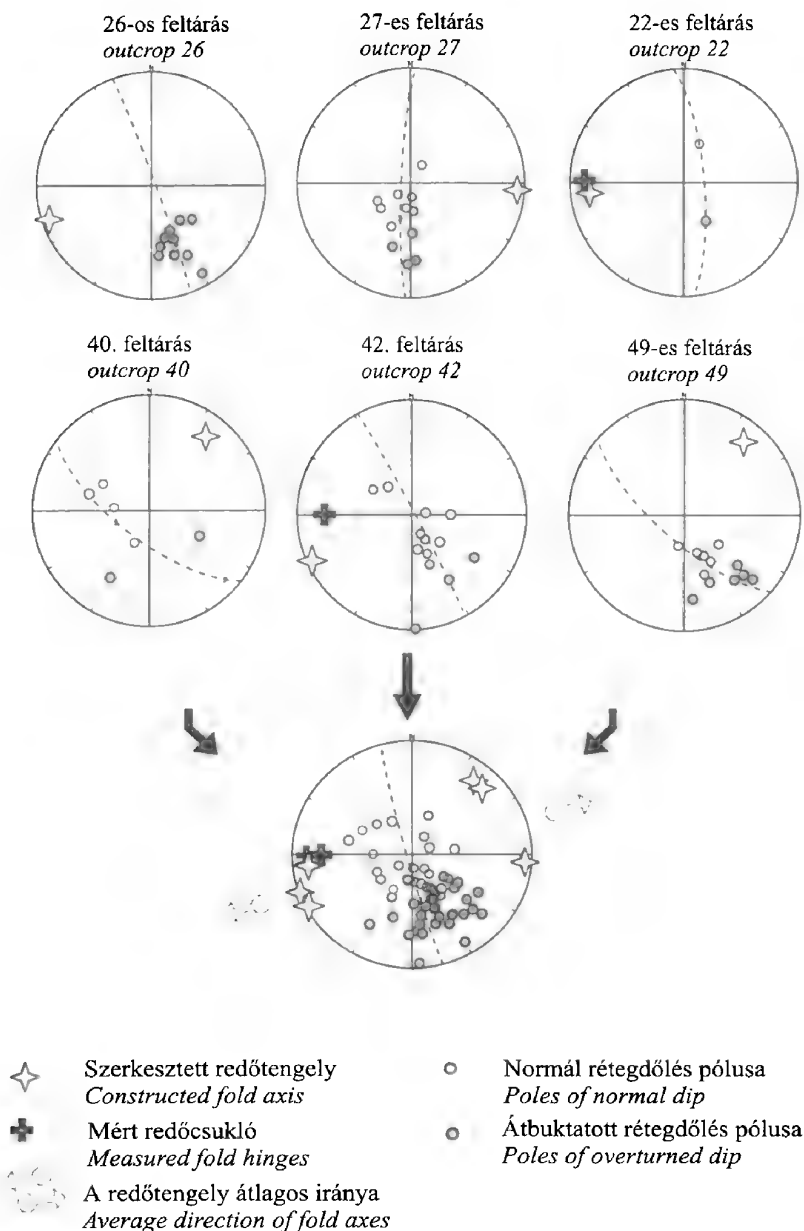 26-os feltárás
outcrop 26
27-es feltárás
outcrop 27
22-es feltárás
outcrop 22
40. feltárás
outcrop 40
42. feltárás
outcrop 42
49-es feltárás
outcrop 49
Szerkesztett redőtengely
Constructed fold axis
Mért redőcsukló
Measured fold hinges
A redőtengely átlagos iránya
Average direction of fold axes
Normál rétegdőlés pólusa
Poles of normal dip
Átbuktatott rétegdőlés pólusa
Poles of overturned dip